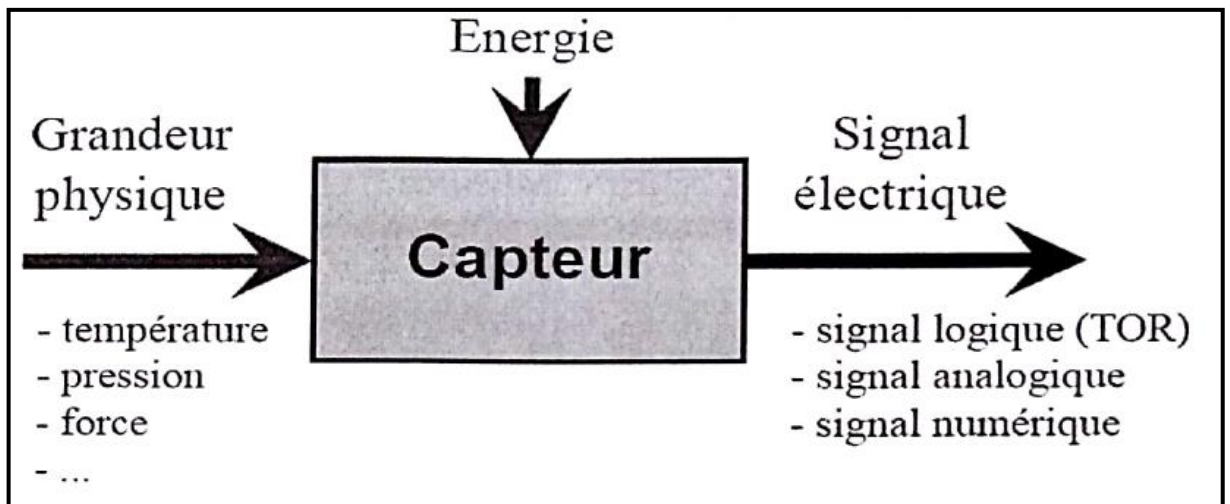 Energie
Grandeur
physique
Capteur
Signal
électrique
- température
- pression
- force
- ...
- signal logique (TOR)
- signal analogique
- signal numérique